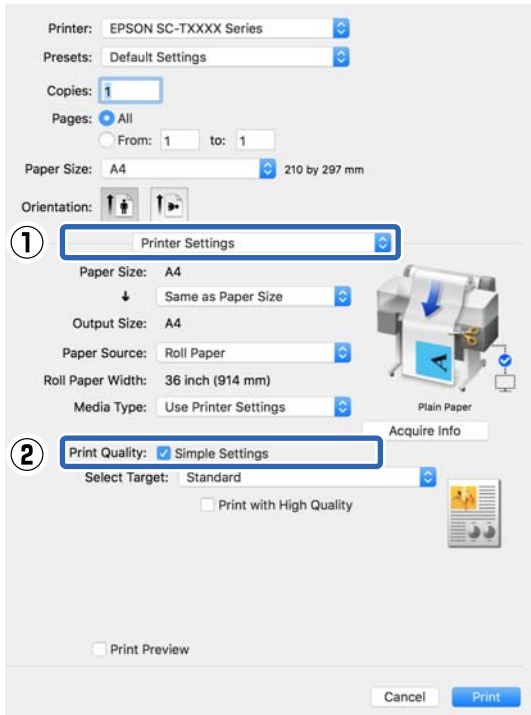 Printer: EPSON SC-TXXXX Series
Presets: Default Settings
Copies: 1
Pages: All
From: 1 to: 1
Paper Size: A4 210 by 297 mm
Orientation:
① Printer Settings
Paper Size: A4
Same as Paper Size
Output Size: A4
Paper Source: Roll Paper
Roll Paper Width: 36 inch (914 mm)
Media Type: Use Printer Settings
Plain Paper
Acquire Info
② Print Quality: Simple Settings
Select Target: Standard
Print with High Quality
Print Preview
Cancel Print